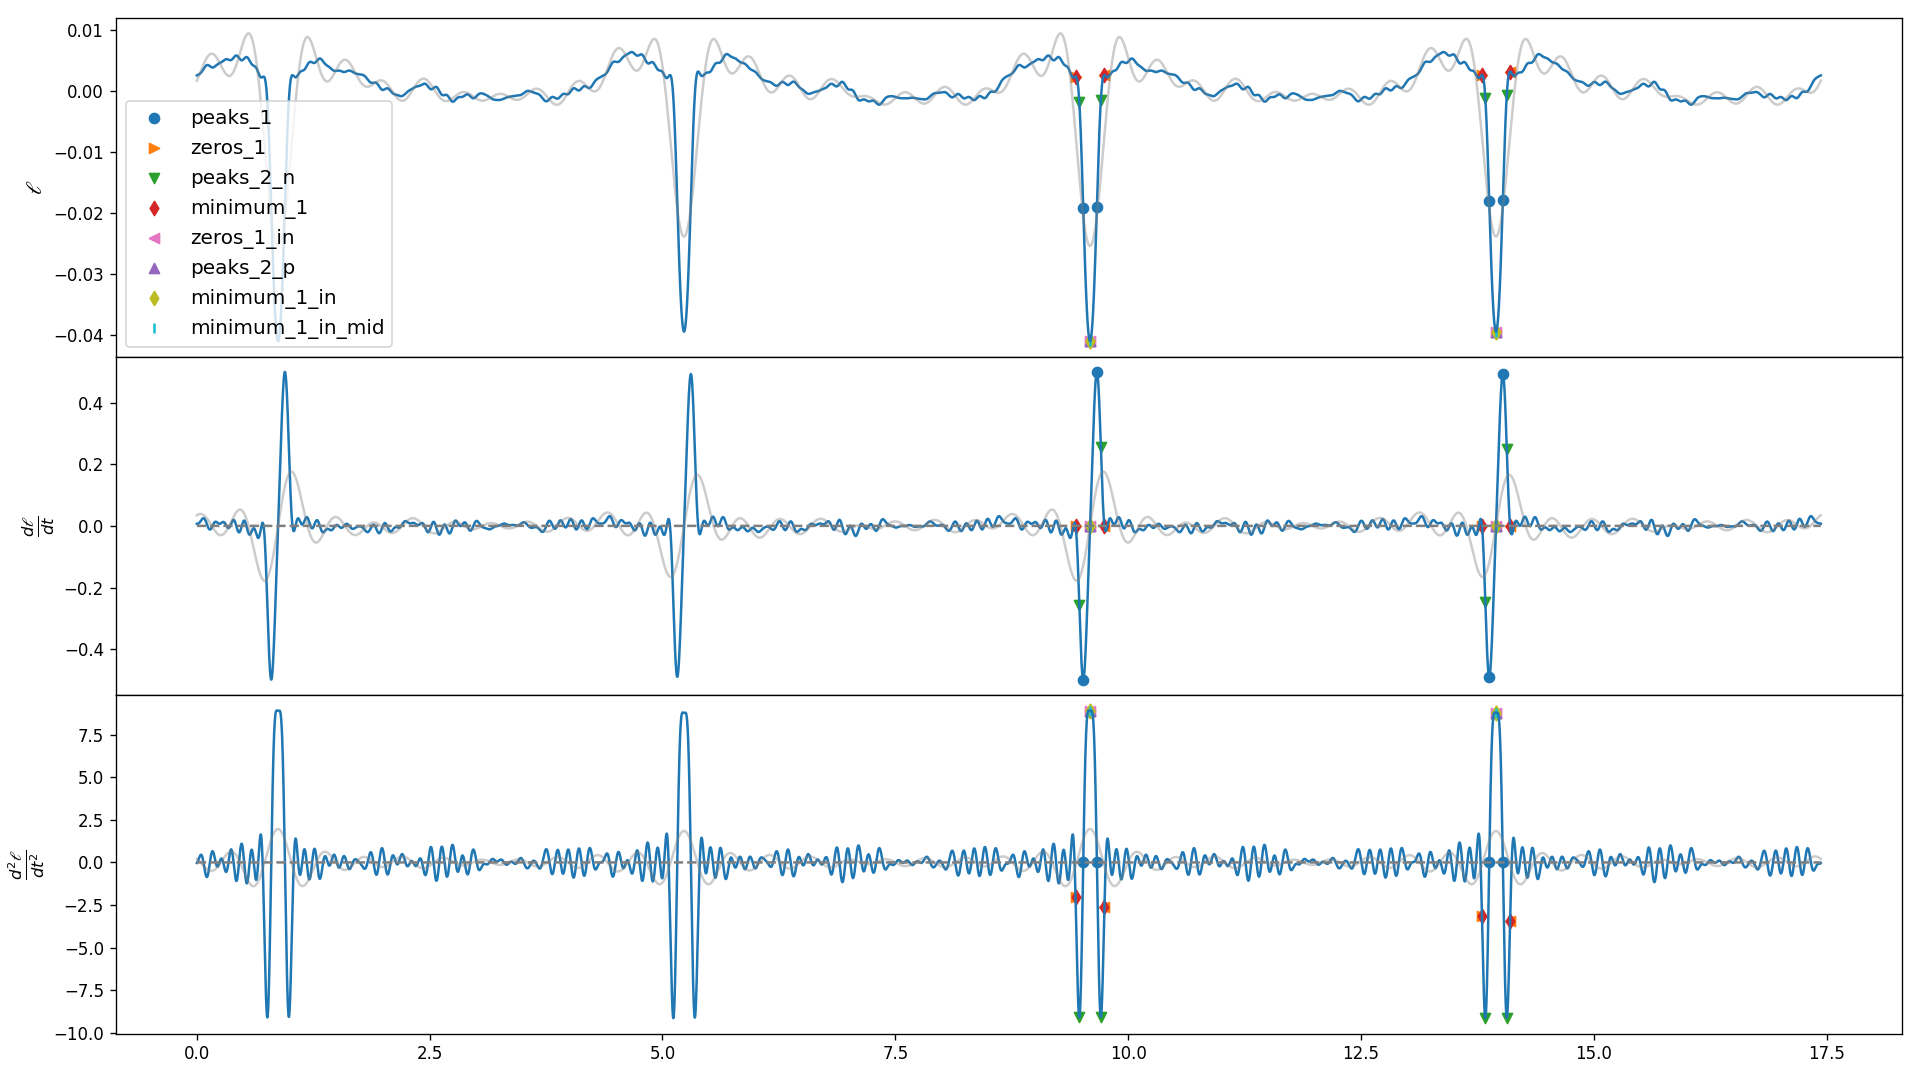 0.01
0.00
−0.01
−0.02
−0.03
−0.04
ℓ
peaks_1
zeros_1
peaks_2_n
minimum_1
zeros_1_in
peaks_2_p
minimum_1_in
minimum_1_in_mid
0.4
0.2
0.0
−0.2
−0.4
dℓ
dt
7.5
5.0
2.5
0.0
−2.5
−5.0
−7.5
−10.0
d²ℓ
dt²
0.0 2.5 5.0 7.5 10.0 12.5 15.0 17.5